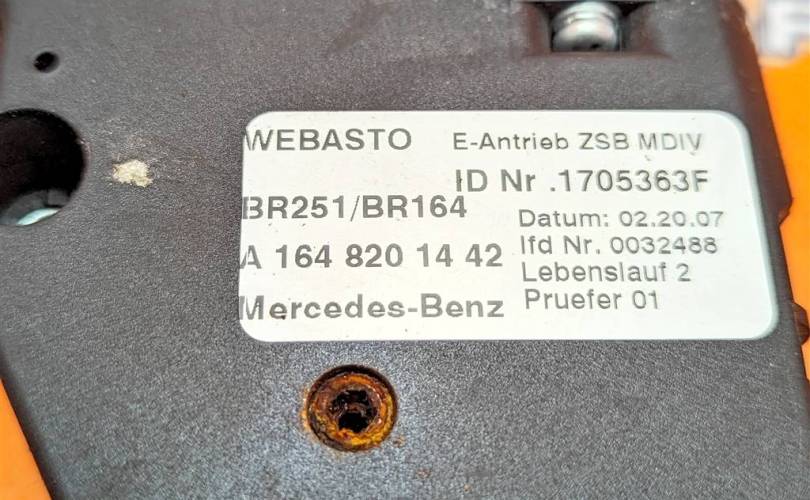 WEBASTO
E-Antrieb ZSB MDIV
ID Nr .1705363F
BR251/BR164
Datum: 02.20.07
A 164 820 14 42
lfd Nr. 0032488
Lebenslauf 2
Mercedes-Benz
Pruefer 01